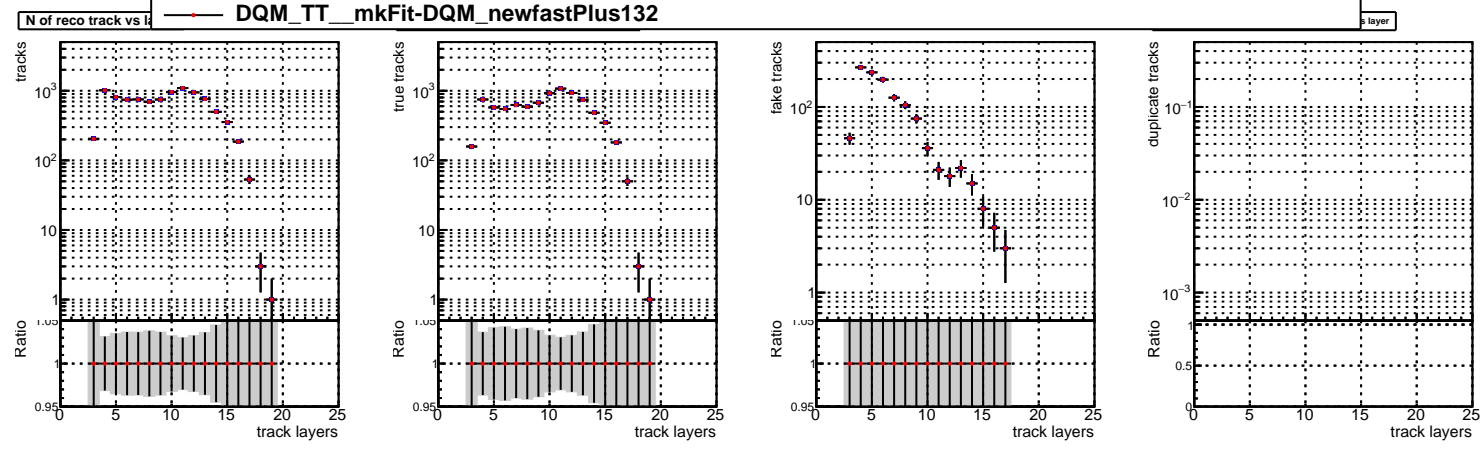 DQM_TT__mkFit-DQM_newfastPlus132
N of reco track vs la
s layer
tracks
10³
10²
10
1
Ratio
1.05
1
0.95
0 5 10 15 20 25
track layers
true tracks
10³
10²
10
1
Ratio
1.05
1
0.95
0 5 10 15 20 25
track layers
fake tracks
10²
10
1
Ratio
1.05
1
0.95
0 5 10 15 20 25
track layers
duplicate tracks
10⁻¹
10⁻²
10⁻³
Ratio
1
0.5
0
0 5 10 15 20 25
track layers